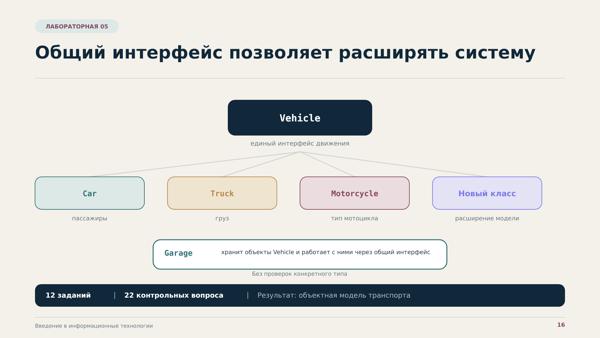 ЛАБОРАТОРНАЯ 05
Общий интерфейс позволяет расширять систему
Vehicle
единый интерфейс движения
Car
Truck
Motorcycle
Новый класс
пассажиры
груз
тип мотоцикла
расширение модели
Garage
хранит объекты Vehicle и работает с ними через общий интерфейс
Без проверок конкретного типа
12 заданий | 22 контрольных вопроса | Результат: объектная модель транспорта
Введение в информационные технологии
16